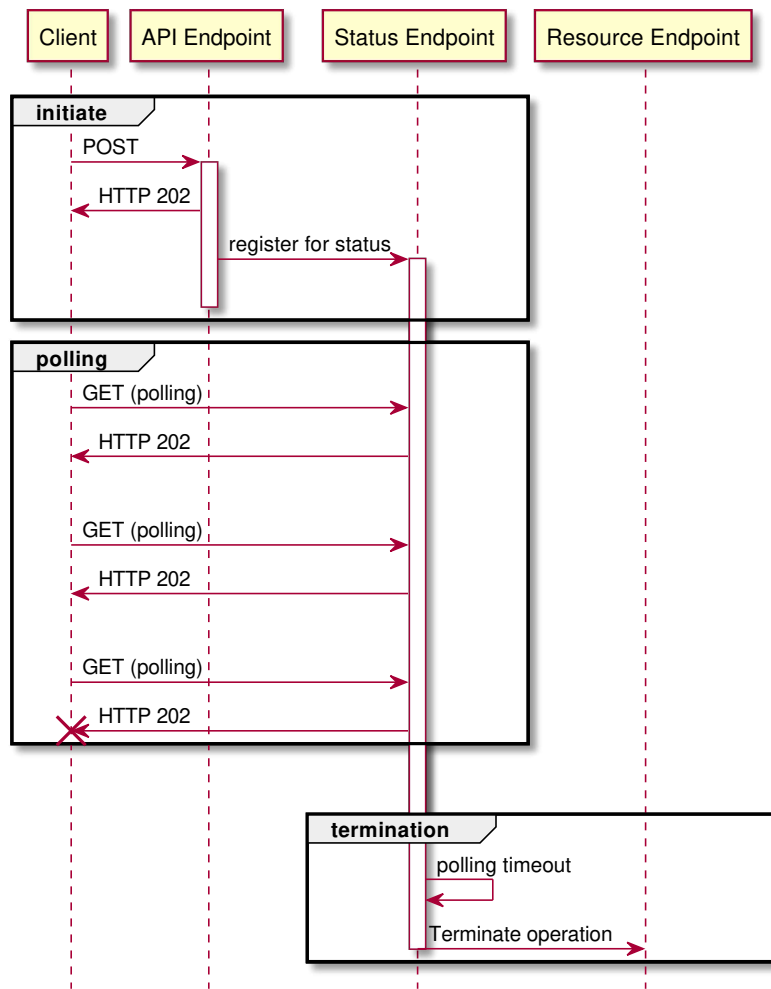 Client
API Endpoint
Status Endpoint
Resource Endpoint
initiate
POST
HTTP 202
register for status
polling
GET (polling)
HTTP 202
GET (polling)
HTTP 202
GET (polling)
HTTP 202
termination
polling timeout
Terminate operation